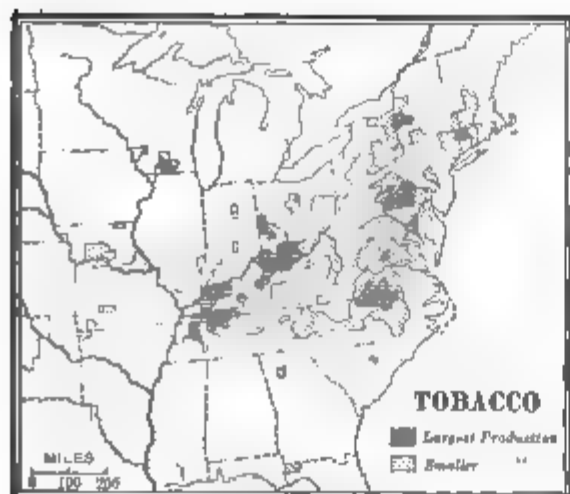 TOBACCO
Largest Production
Smaller "
MILES
0 100 200